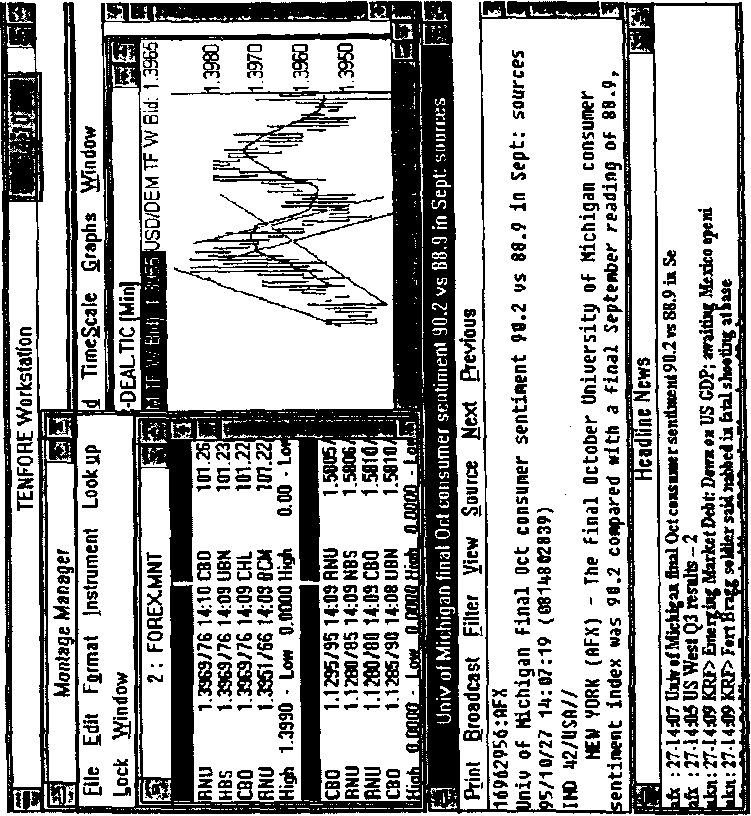 TENFORE Workstation
Montage Manager
File Edit Format Instrument Look up
Lock Window
d TimeScale Graphs Window
2 : FOREX.MNT
RNU 1.3969/76 14:10 CBO 101.26
HBS 1.3969/76 14:09 UBN 101.23
CBO 1.3969/76 14:09 CHL 101.22
RNU 1.3951/66 14:09 BCM 101.22
High 1.3990 - Low 0.0000 High 0.00 - Low
CBO 1.1295/95 14:09 RNU 1.5805/
RNU 1.1280/85 14:09 NBS 1.5806/
RNU 1.1280/80 14:09 CBO 1.5810/
CBO 1.1285/90 14:08 UBN 1.5810/
High 0.0000 - Low 0.0000 High 0.0000 - Low
-DEAL.TIC [Min]
USD/DEM TF W Bid: 1.3965
1.3980
1.3970
1.3960
1.3950
Univ of Michigan final Oct consumer sentiment 90.2 vs 88.9 in Sept: sources
Print Broadcast Filter View Source Next Previous
16962956:AFX
Univ of Michigan final Oct consumer sentiment 90.2 vs 88.9 in Sept: sources
95/10/27 14:07:19 (0814802839)
IND 42/USA//
NEW YORK (AFX) - The final October University of Michigan consumer
sentiment index was 90.2 compared with a final September reading of 88.9,
Headline News
afx : 27-14:07 Univ of Michigan final Oct consumer sentiment 90.2 vs 88.9 in Se
afx : 27-14:05 US West Q3 results - 2
mkn: 27-14:09 KRF> Emerging Market Debt: Down on US GDP; awaiting Mexico openi
mkn: 27-14:09 KRF> Fort Bragg soldier said nabbed in fatal shooting at base